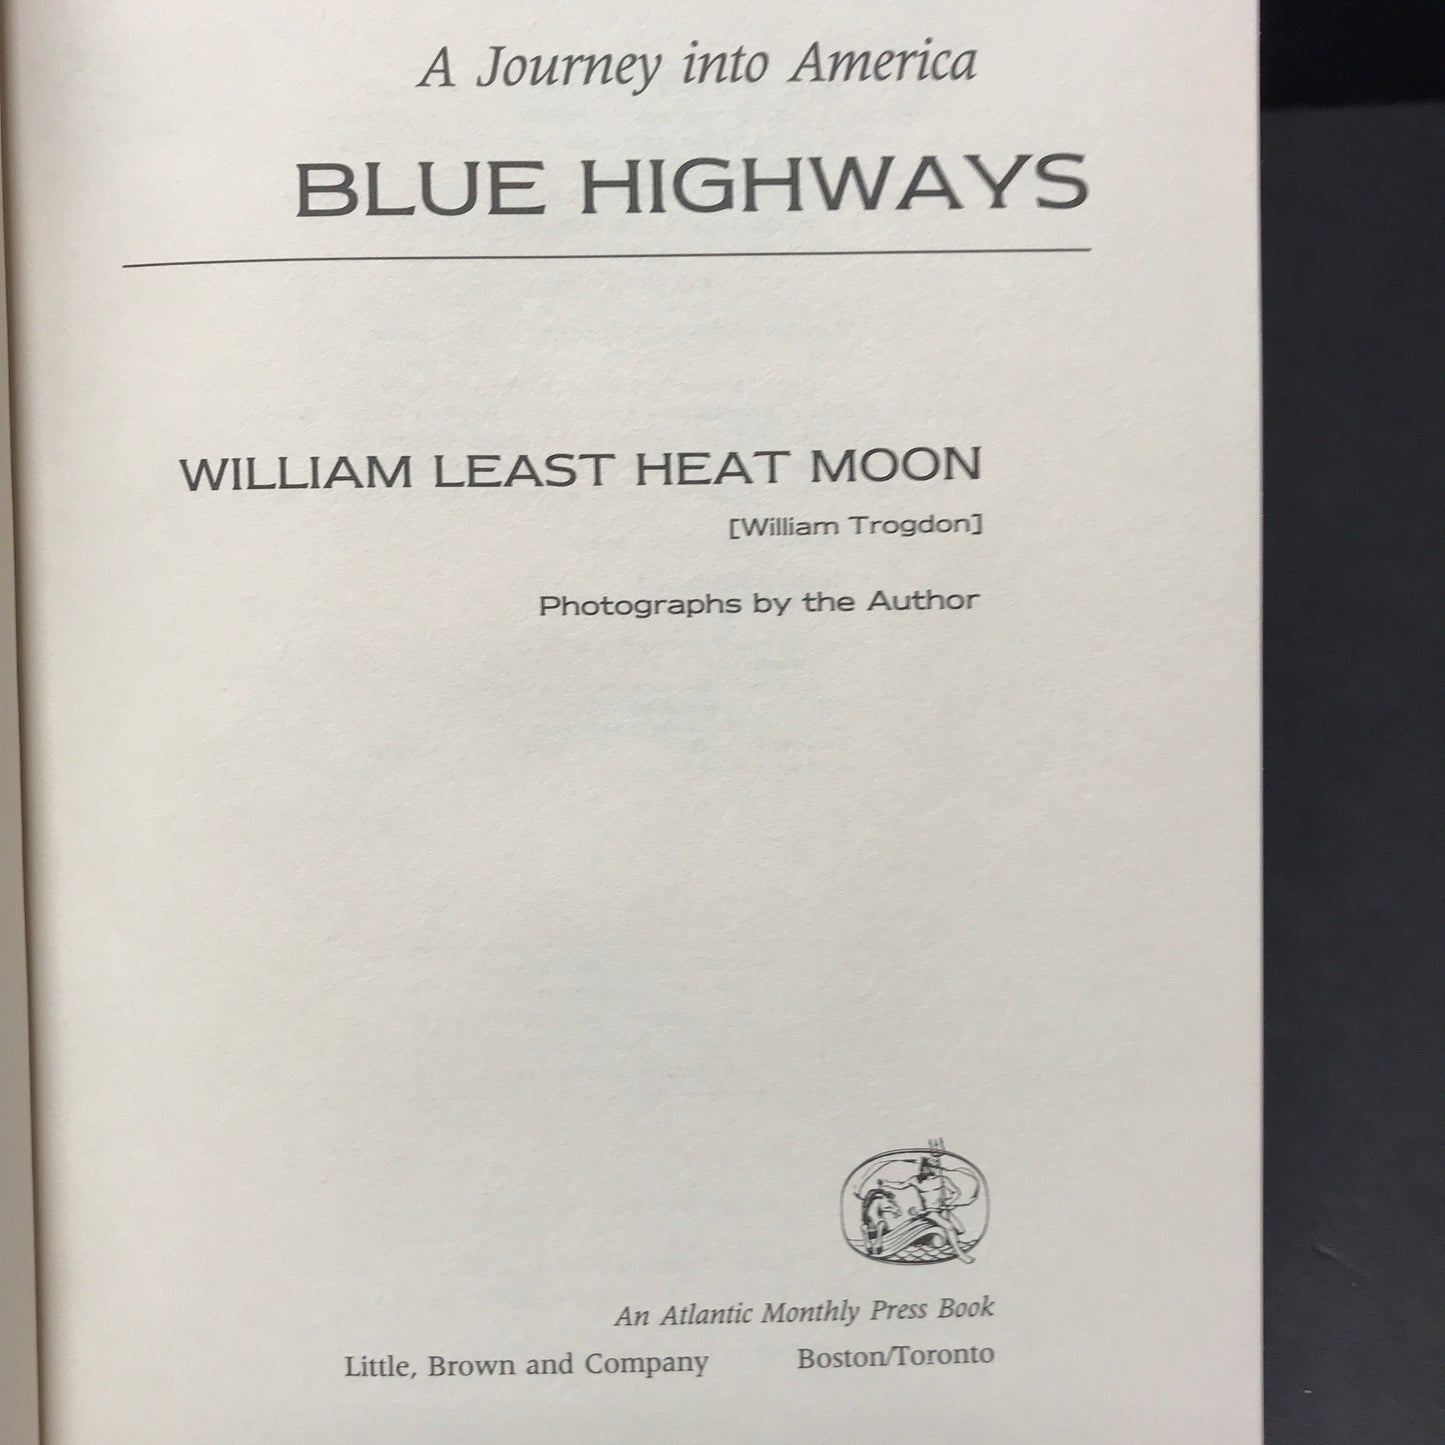 A Journey into America
BLUE HIGHWAYS
WILLIAM LEAST HEAT MOON
[William Trogdon]
Photographs by the Author
An Atlantic Monthly Press Book
Little, Brown and Company Boston/Toronto